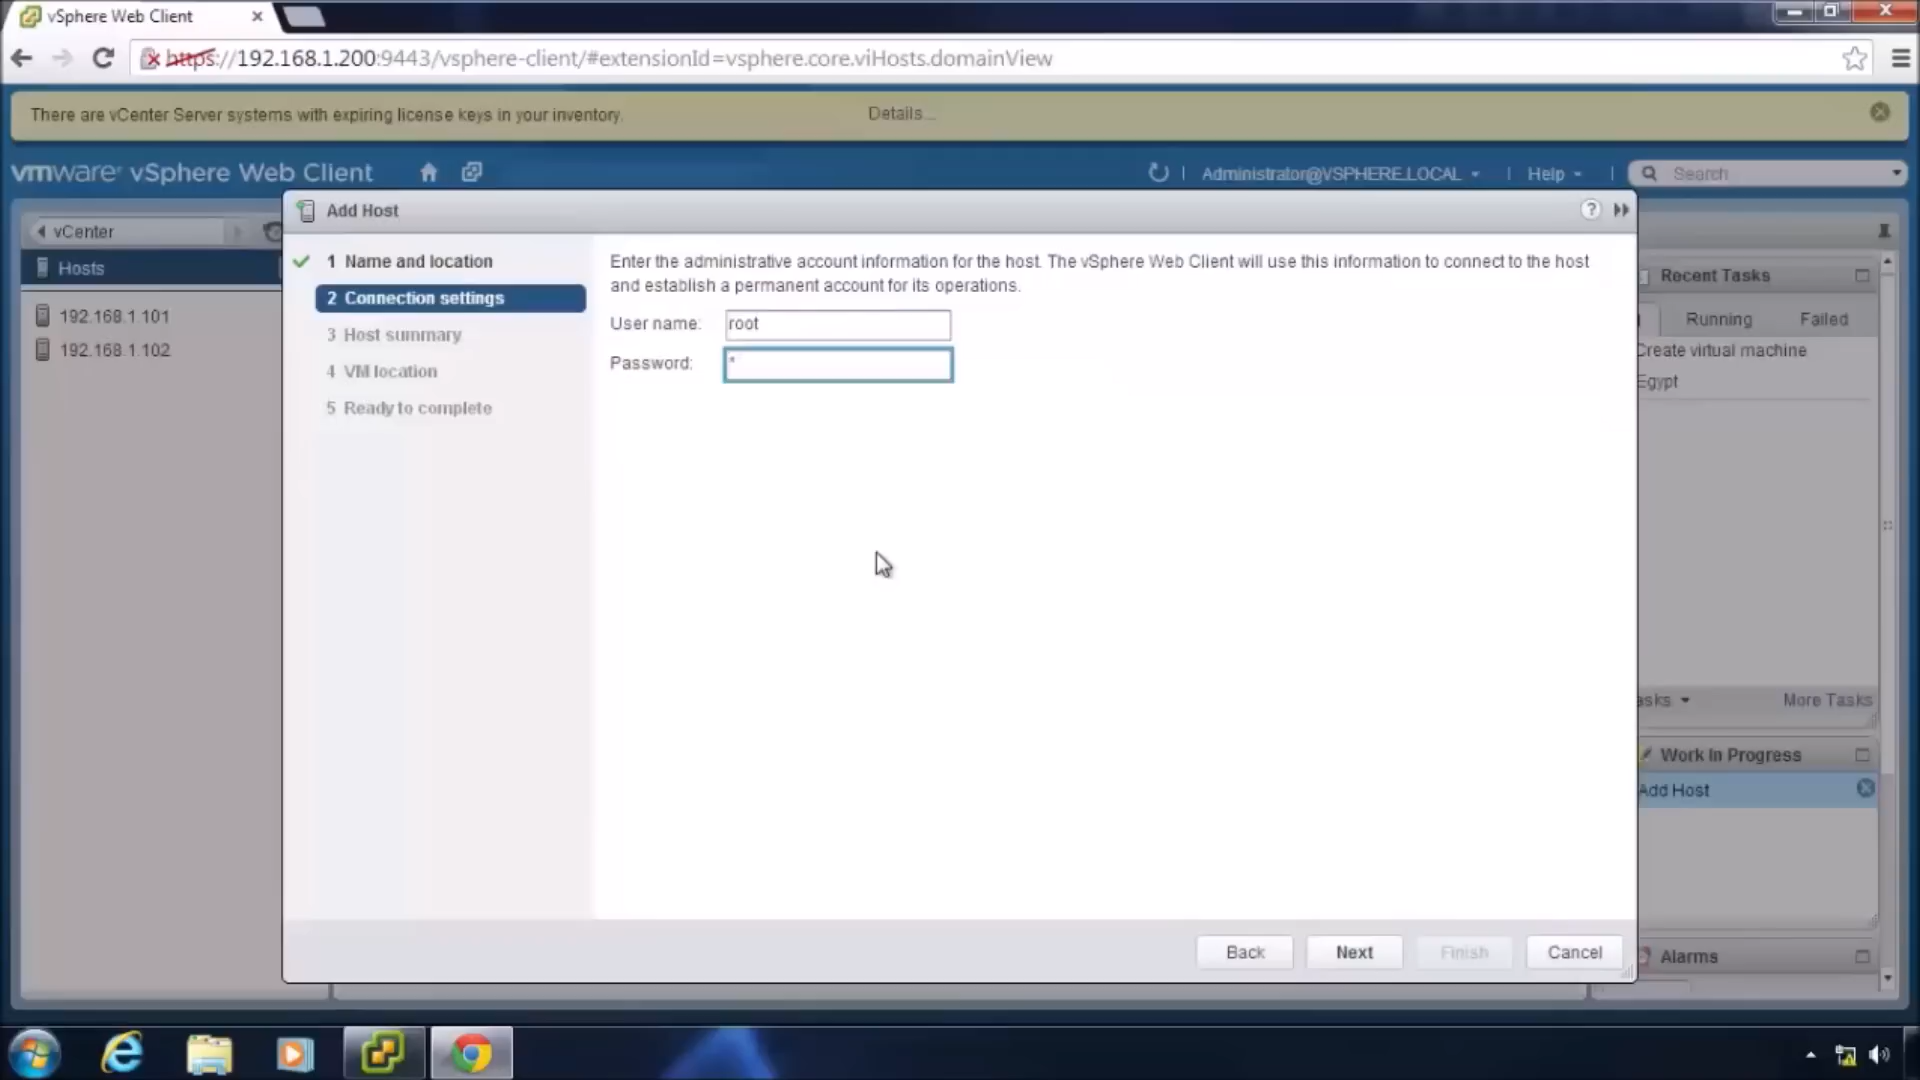 vSphere Web Client
https://192.168.1.200:9443/vsphere-client/#extensionId=vsphere.core.viHosts.domainView
There are vCenter Server systems with expiring license keys in your inventory.
Details...
vmware vSphere Web Client
Administrator@VSPHERE.LOCAL
Help
Search
vCenter
Hosts
192.168.1.101
192.168.1.102
Add Host
1 Name and location
2 Connection settings
3 Host summary
4 VM location
5 Ready to complete
Enter the administrative account information for the host. The vSphere Web Client will use this information to connect to the host
and establish a permanent account for its operations.
User name: root
Password: *
Back
Next
Finish
Cancel
Recent Tasks
Running
Failed
Create virtual machine
Egypt
asks
More Tasks
Work In Progress
Add Host
Alarms